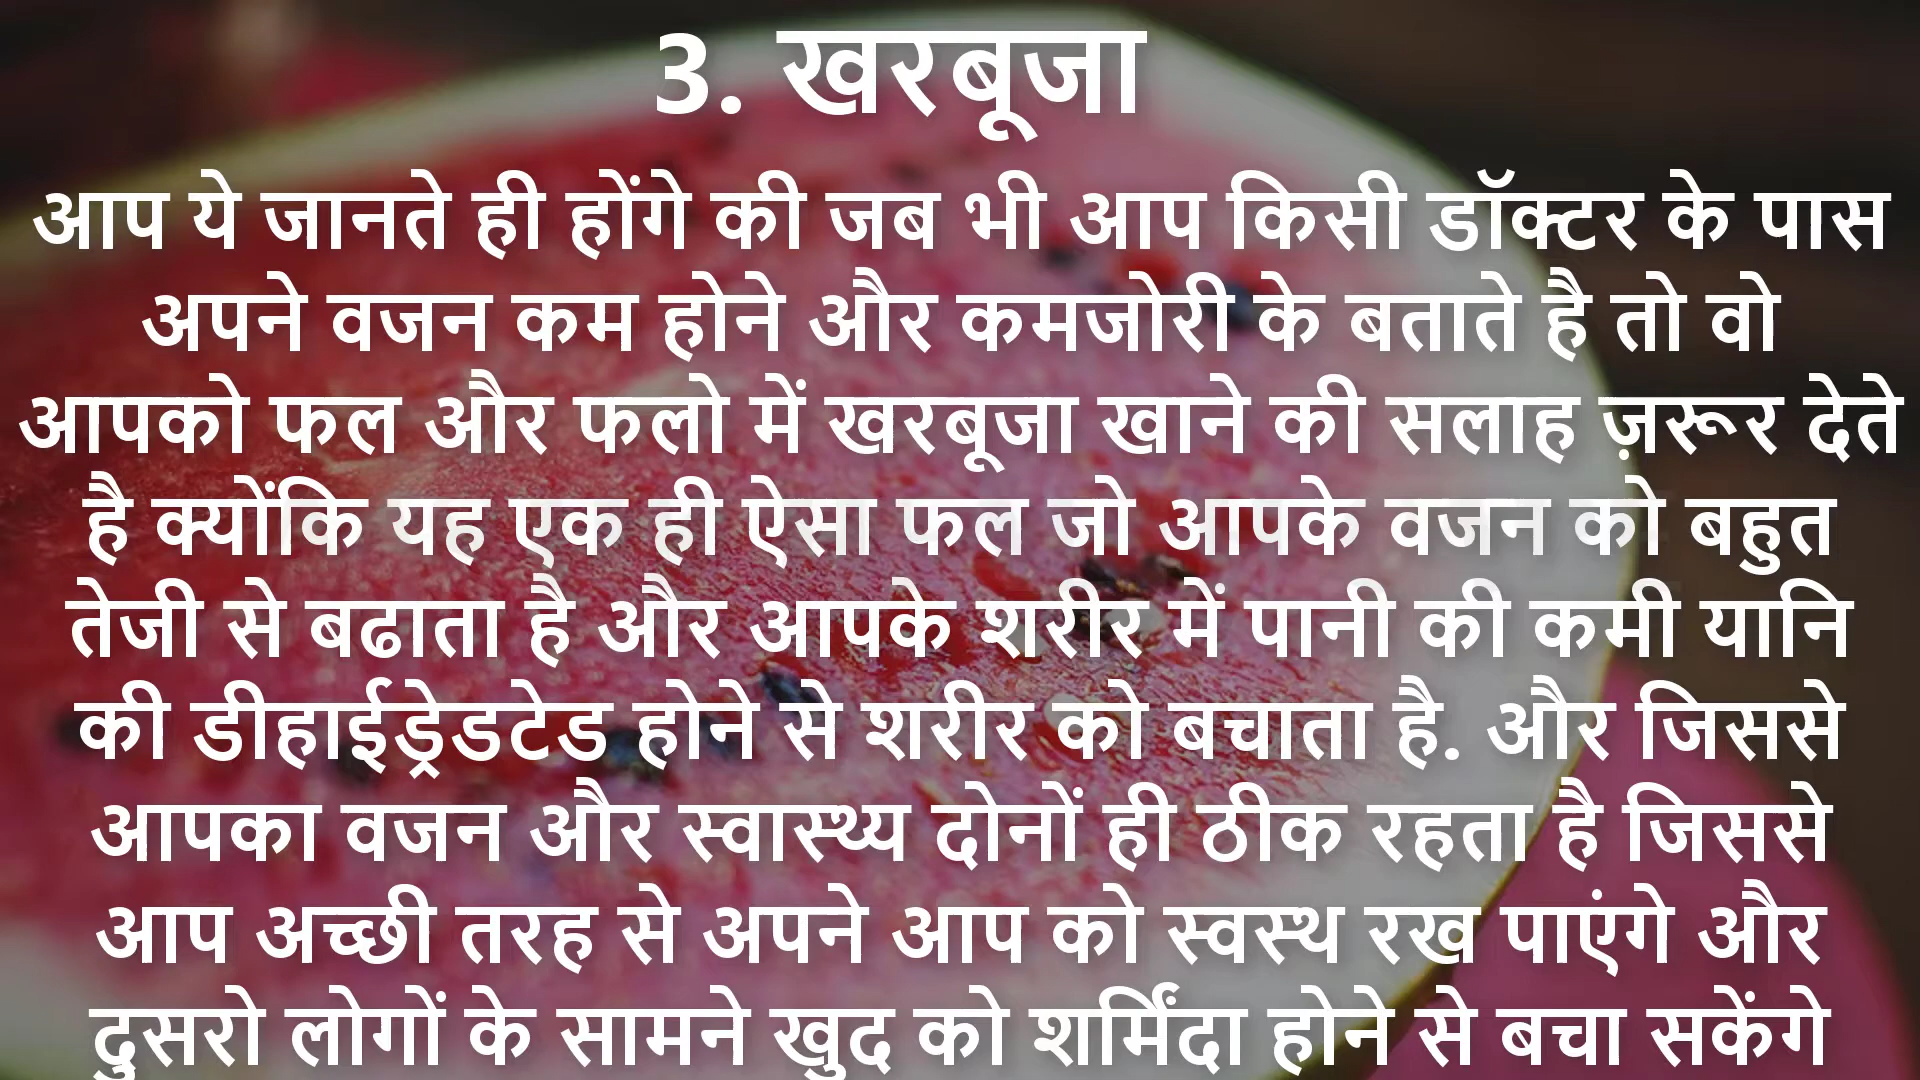 3. खरबूजा
आप ये जानते ही होंगे की जब भी आप किसी डॉक्टर के पास
अपने वजन कम होने और कमजोरी के बताते है तो वो
आपको फल और फलो में खरबूजा खाने की सलाह ज़रूर देते
है क्योंकि यह एक ही ऐसा फल जो आपके वजन को बहुत
तेजी से बढाता है और आपके शरीर में पानी की कमी यानि
की डीहाईड्रेडटेड होने से शरीर को बचाता है. और जिससे
आपका वजन और स्वास्थ्य दोनों ही ठीक रहता है जिससे
आप अच्छी तरह से अपने आप को स्वस्थ रख पाएंगे और
दुसरो लोगों के सामने खुद को शर्मिंदा होने से बचा सकेंगे